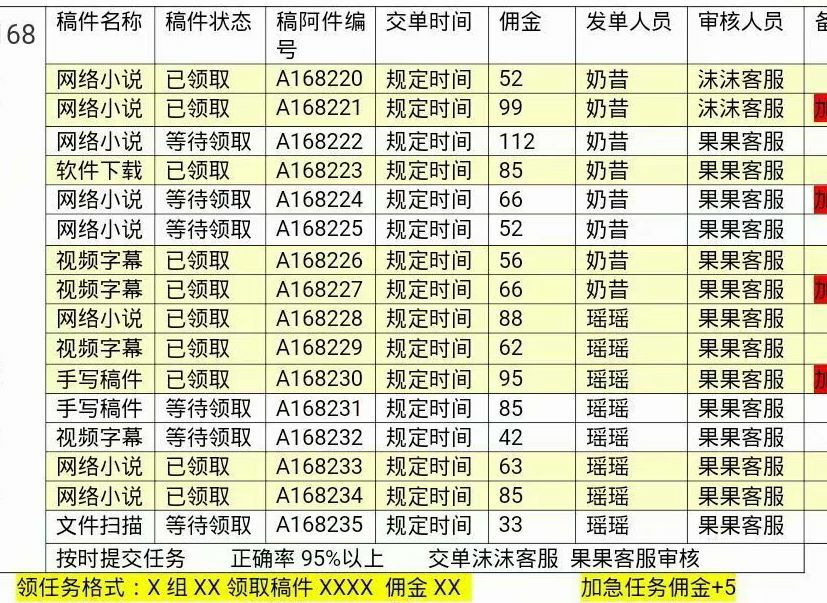 168
稿件名称 稿件状态 稿阿件编号 交单时间 佣金 发单人员 审核人员 备
网络小说 已领取 A168220 规定时间 52 奶昔 沫沫客服
网络小说 已领取 A168221 规定时间 99 奶昔 沫沫客服 加
网络小说 等待领取 A168222 规定时间 112 奶昔 果果客服
软件下载 已领取 A168223 规定时间 85 奶昔 果果客服
网络小说 等待领取 A168224 规定时间 66 奶昔 果果客服 加
网络小说 等待领取 A168225 规定时间 52 奶昔 果果客服
视频字幕 已领取 A168226 规定时间 56 奶昔 果果客服
视频字幕 已领取 A168227 规定时间 66 奶昔 果果客服 加
网络小说 已领取 A168228 规定时间 88 瑶瑶 果果客服
视频字幕 已领取 A168229 规定时间 62 瑶瑶 果果客服
手写稿件 已领取 A168230 规定时间 95 瑶瑶 果果客服 加
手写稿件 等待领取 A168231 规定时间 85 瑶瑶 果果客服
视频字幕 等待领取 A168232 规定时间 42 瑶瑶 果果客服
网络小说 已领取 A168233 规定时间 63 瑶瑶 果果客服
网络小说 已领取 A168234 规定时间 85 瑶瑶 果果客服
文件扫描 等待领取 A168235 规定时间 33 瑶瑶 果果客服
按时提交任务 正确率 95%以上 交单沫沫客服 果果客服审核
领任务格式：X 组 XX 领取稿件 XXXX 佣金 XX 加急任务佣金+5